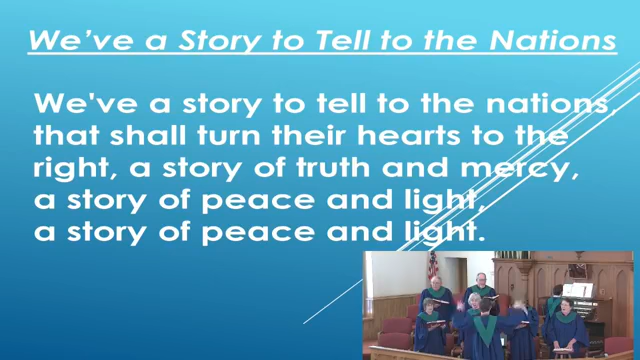 We've a Story to Tell to the Nations
We've a story to tell to the nations,
that shall turn their hearts to the
right, a story of truth and mercy,
a story of peace and light,
a story of peace and light.